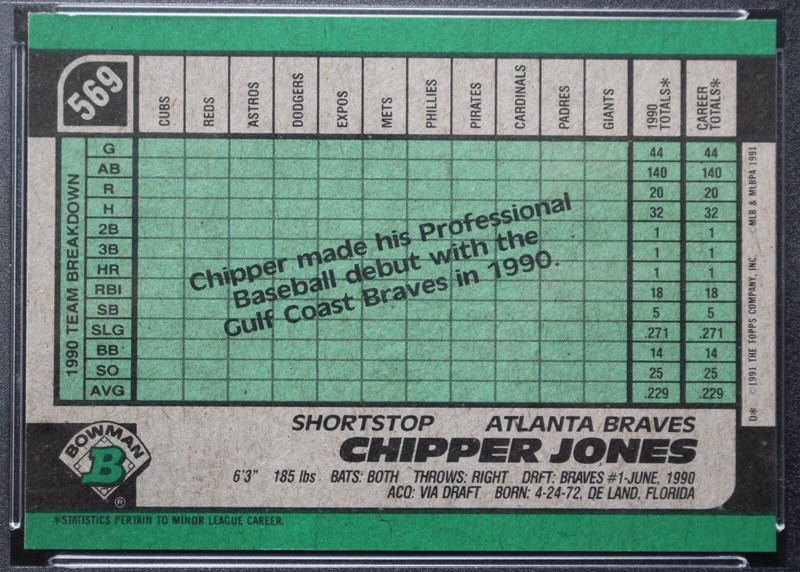 569
CUBS REDS ASTROS DODGERS EXPOS METS PHILLIES PIRATES CARDINALS PADRES GIANTS 1990 TOTALS* CAREER TOTALS*
1990 TEAM BREAKDOWN
G 44 44
AB 140 140
R 20 20
H 32 32
2B 1 1
3B 1 1
HR 1 1
RBI 18 18
SB 5 5
SLG .271 .271
BB 14 14
SO 25 25
AVG .229 .229
Chipper made his Professional
Baseball debut with the
Gulf Coast Braves in 1990.
D* ©1991 THE TOPPS COMPANY, INC. ©MLB & MLBPA 1991
SHORTSTOP ATLANTA BRAVES
CHIPPER JONES
6'3" 185 lbs BATS: BOTH THROWS: RIGHT DRFT: BRAVES #1-JUNE, 1990
ACQ: VIA DRAFT BORN: 4-24-72, DE LAND, FLORIDA
BOWMAN
B
®
*STATISTICS PERTAIN TO MINOR LEAGUE CAREER.